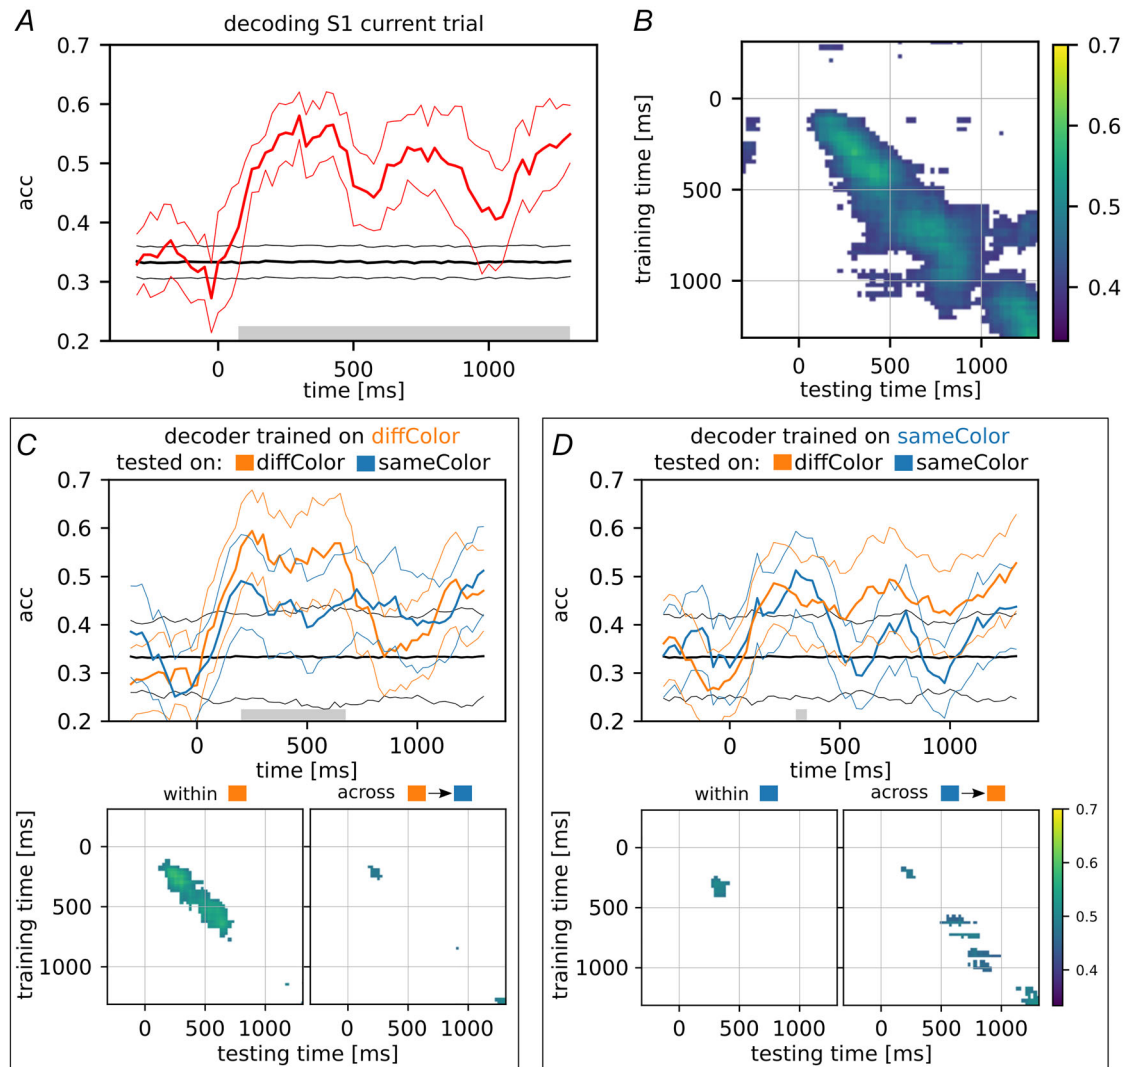 A
decoding S1 current trial
0.7
0.6
0.5
0.4
0.3
0.2
acc
0 500 1000
time [ms]
B
0
500
1000
training time [ms]
0 500 1000
testing time [ms]
0.7
0.6
0.5
0.4
C
decoder trained on diffColor
tested on: diffColor sameColor
0.7
0.6
0.5
0.4
0.3
0.2
acc
0 500 1000
time [ms]
within across
0
500
1000
training time [ms]
0 500 1000 0 500 1000
testing time [ms]
D
decoder trained on sameColor
tested on: diffColor sameColor
0.7
0.6
0.5
0.4
0.3
0.2
acc
0 500 1000
time [ms]
within across
0
500
1000
training time [ms]
0 500 1000 0 500 1000
testing time [ms]
0.7
0.6
0.5
0.4